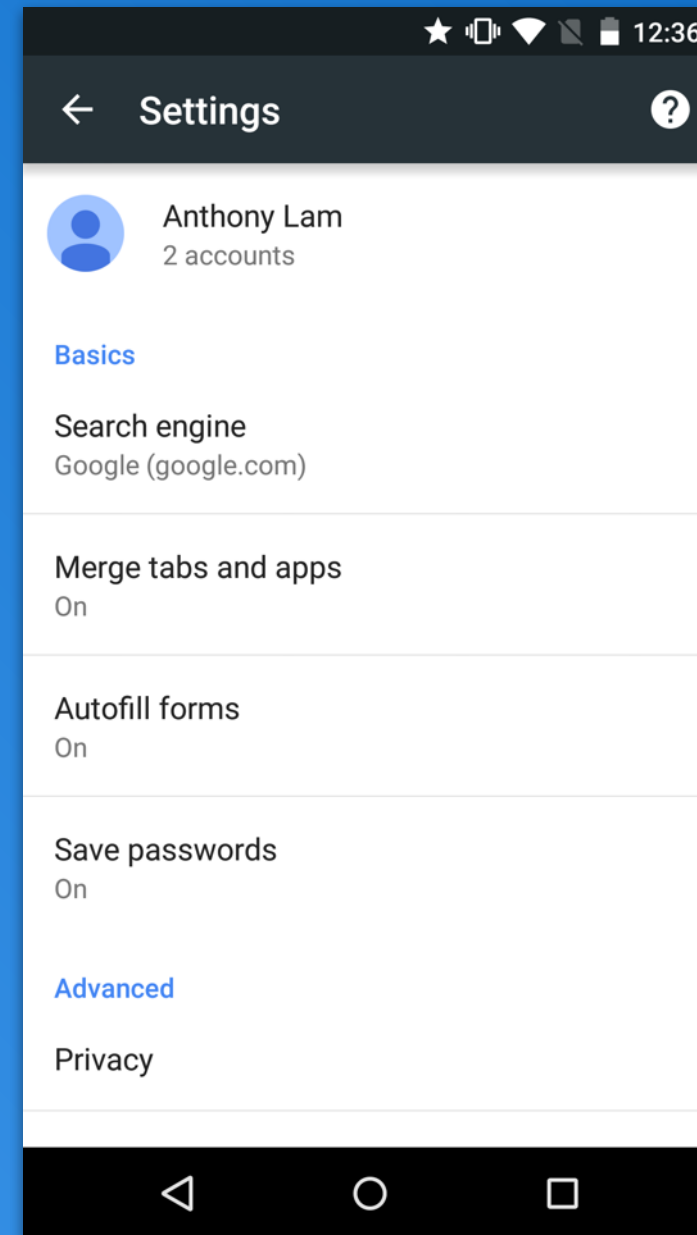 12:36
Settings
Anthony Lam
2 accounts
Basics
Search engine
Google (google.com)
Merge tabs and apps
On
Autofill forms
On
Save passwords
On
Advanced
Privacy